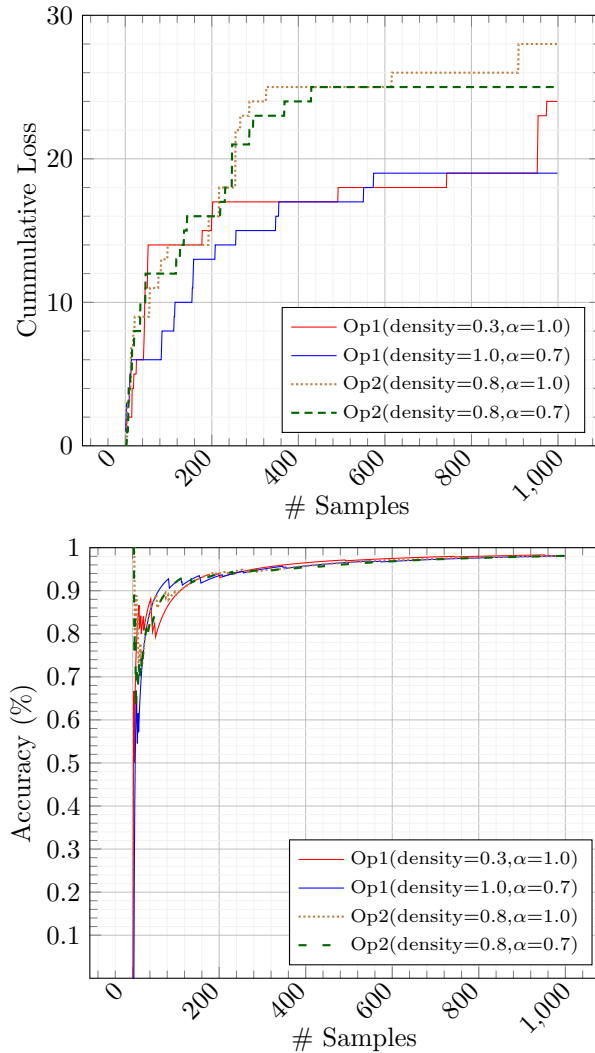 30
20
10
0
Cummulative Loss
Op1(density=0.3,α=1.0)
Op1(density=1.0,α=0.7)
Op2(density=0.8,α=1.0)
Op2(density=0.8,α=0.7)
0
200
400
600
800
1,000
# Samples
1
0.9
0.8
0.7
0.6
0.5
0.4
0.3
0.2
0.1
Accuracy (%)
Op1(density=0.3,α=1.0)
Op1(density=1.0,α=0.7)
Op2(density=0.8,α=1.0)
Op2(density=0.8,α=0.7)
0
200
400
600
800
1,000
# Samples